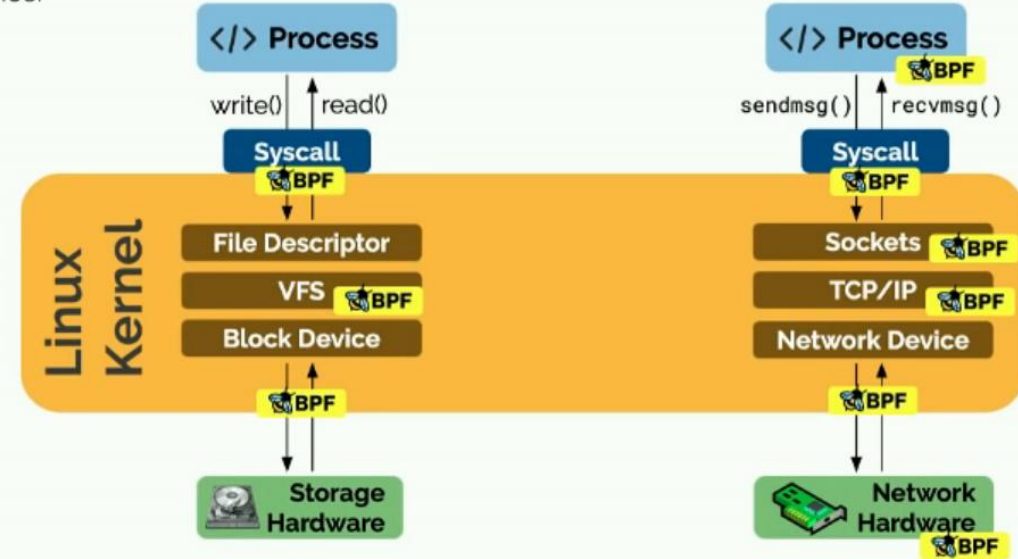 </> Process
write() read()
Syscall
BPF
File Descriptor
VFS BPF
Block Device
BPF
Storage
Hardware
Linux
Kernel
</> Process
BPF
sendmsg() recvmsg()
Syscall
BPF
Sockets BPF
TCP/IP BPF
Network Device
BPF
Network
Hardware
BPF